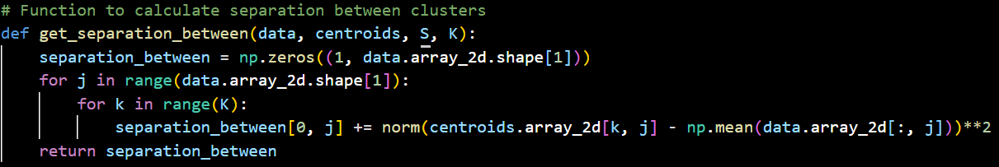 # Function to calculate separation between clusters
def get_separation_between(data, centroids, S, K):
    separation_between = np.zeros((1, data.array_2d.shape[1]))
    for j in range(data.array_2d.shape[1]):
        for k in range(K):
            separation_between[0, j] += norm(centroids.array_2d[k, j] - np.mean(data.array_2d[:, j]))**2
    return separation_between